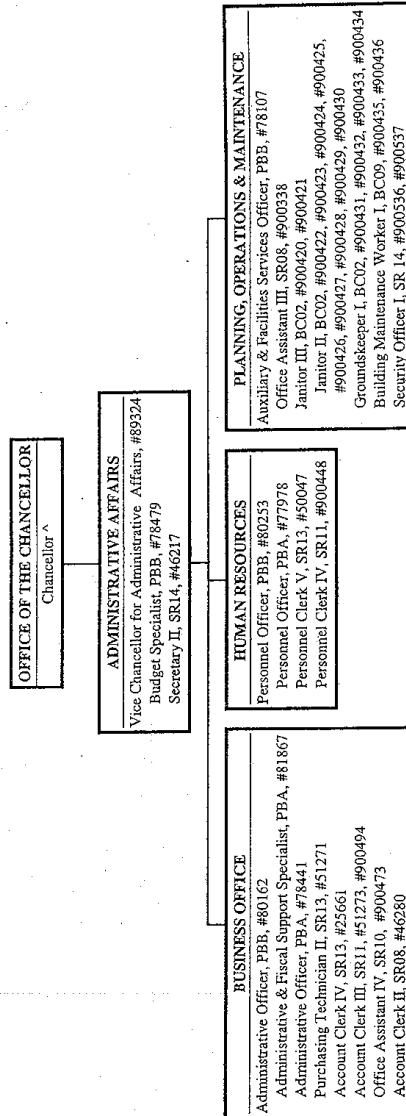 OFFICE OF THE CHANCELLOR
Chancellor ^
ADMINISTRATIVE AFFAIRS
Vice Chancellor for Administrative Affairs, #89324
Budget Specialist, PBB, #78479
Secretary II, SR14, #46217
BUSINESS OFFICE
Administrative Officer, PBB, #80162
Administrative & Fiscal Support Specialist, PBA, #81867
Administrative Officer, PBA, #78441
Purchasing Technician II, SR13, #51271
Account Clerk IV, SR13, #25661
Account Clerk III, SR11, #51273, #900494
Office Assistant IV, SR10, #900473
Account Clerk II, SR08, #46280
HUMAN RESOURCES
Personnel Officer, PBB, #80253
Personnel Officer, PBA, #77978
Personnel Clerk V, SR13, #50047
Personnel Clerk IV, SR11, #900448
PLANNING, OPERATIONS & MAINTENANCE
Auxiliary & Facilities Services Officer, PBB, #78107
Office Assistant III, SR08, #900338
Janitor III, BC02, #900420, #900421
Janitor II, BC02, #900422, #900423, #900424, #900425,
#900426, #900427, #900428, #900429, #900430
Groundskeeper I, BC02, #900431, #900432, #900433, #900434
Building Maintenance Worker I, BC09, #900435, #900436
Security Officer I, SR 14, #900536, #900537